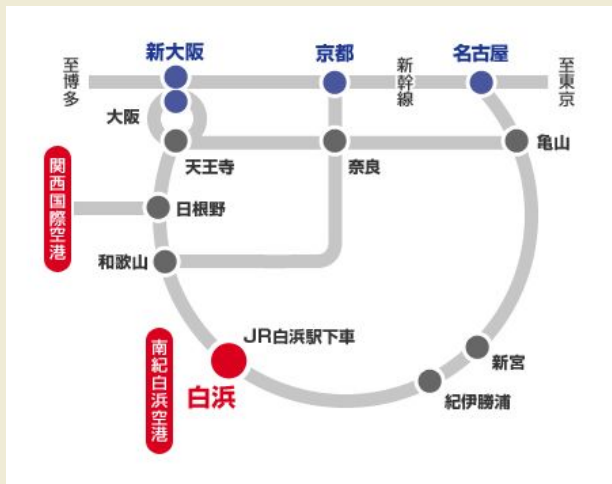 新大阪
京都
名古屋
至博多
新幹線
至東京
大阪
天王寺
奈良
亀山
関西国際空港
日根野
和歌山
南紀白浜空港
JR白浜駅下車
白浜
新宮
紀伊勝浦